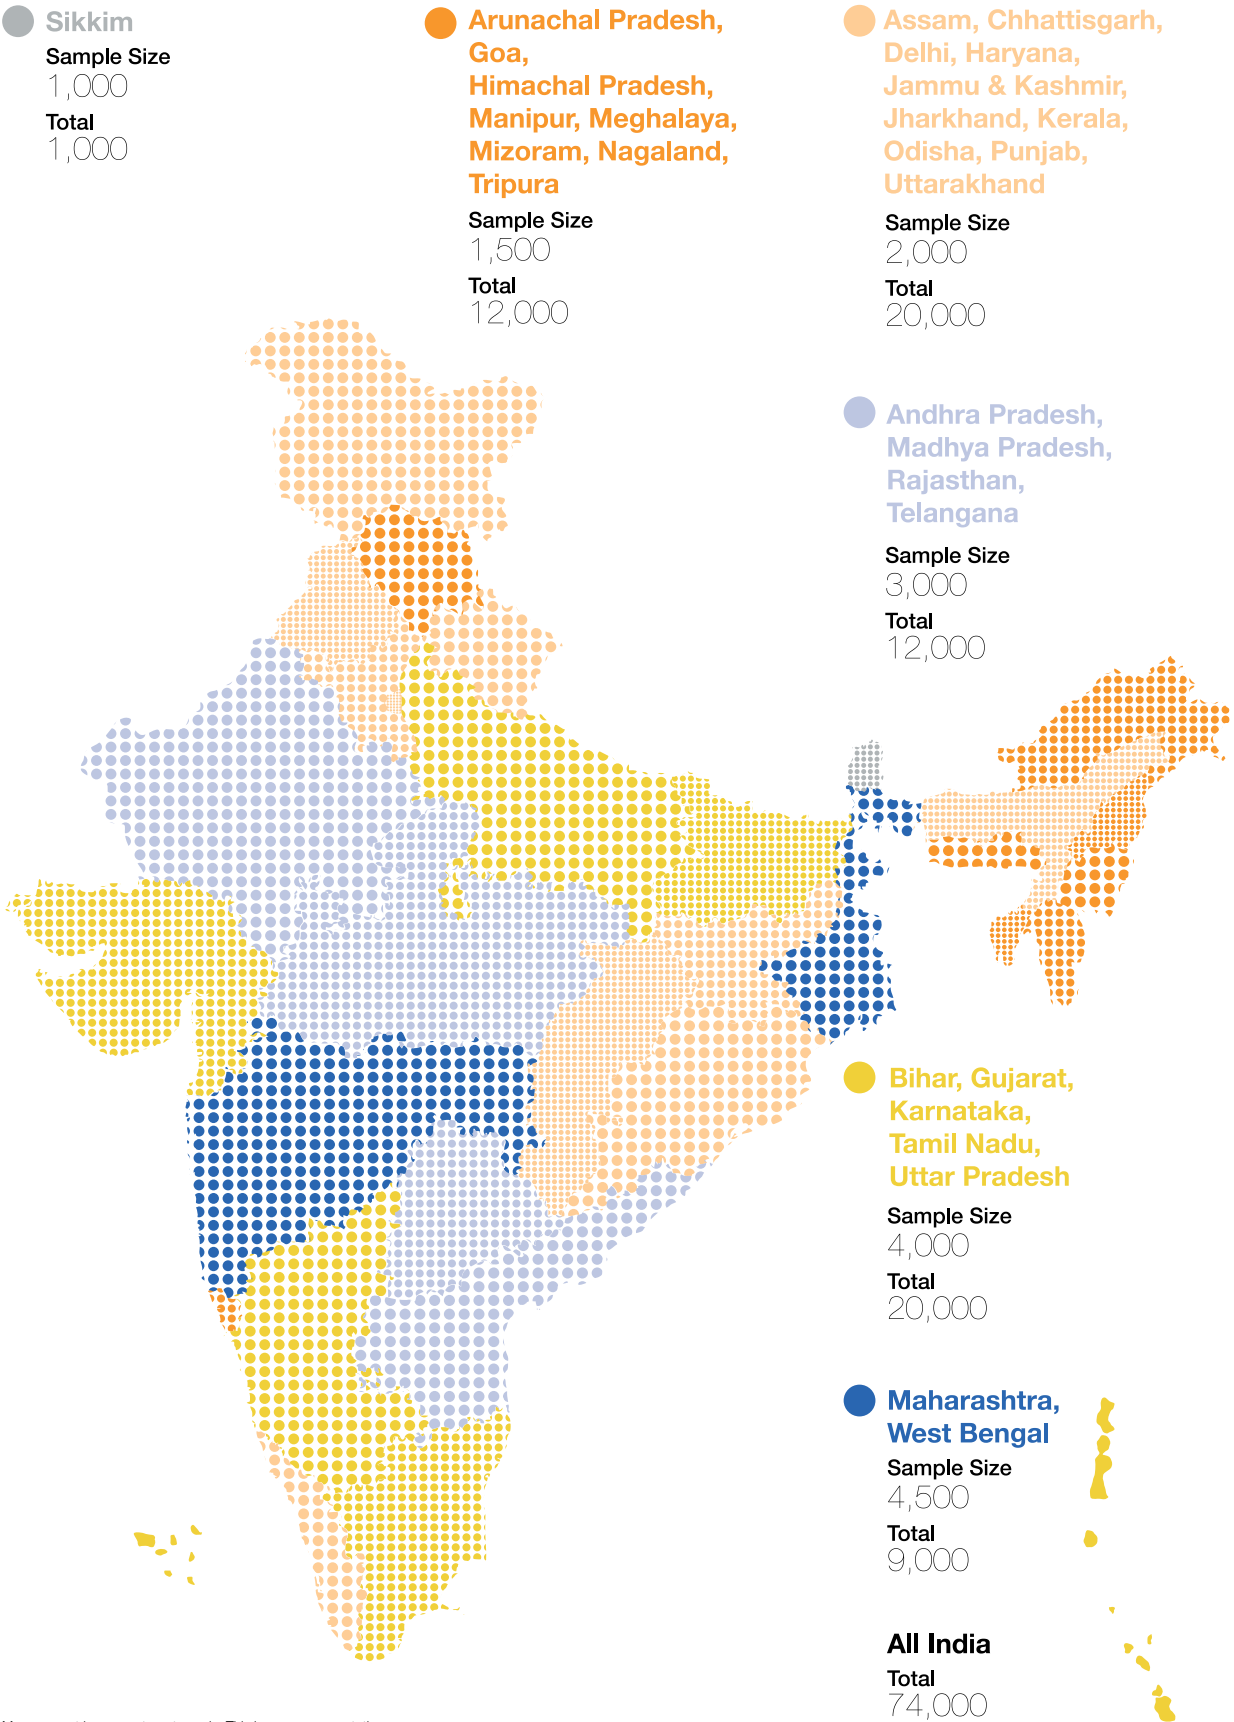 Sikkim
Sample Size
1,000
Total
1,000
Arunachal Pradesh,
Goa,
Himachal Pradesh,
Manipur, Meghalaya,
Mizoram, Nagaland,
Tripura
Sample Size
1,500
Total
12,000
Assam, Chhattisgarh,
Delhi, Haryana,
Jammu & Kashmir,
Jharkhand, Kerala,
Odisha, Punjab,
Uttarakhand
Sample Size
2,000
Total
20,000
Andhra Pradesh,
Madhya Pradesh,
Rajasthan,
Telangana
Sample Size
3,000
Total
12,000
Bihar, Gujarat,
Karnataka,
Tamil Nadu,
Uttar Pradesh
Sample Size
4,000
Total
20,000
Maharashtra,
West Bengal
Sample Size
4,500
Total
9,000
All India
Total
74,000